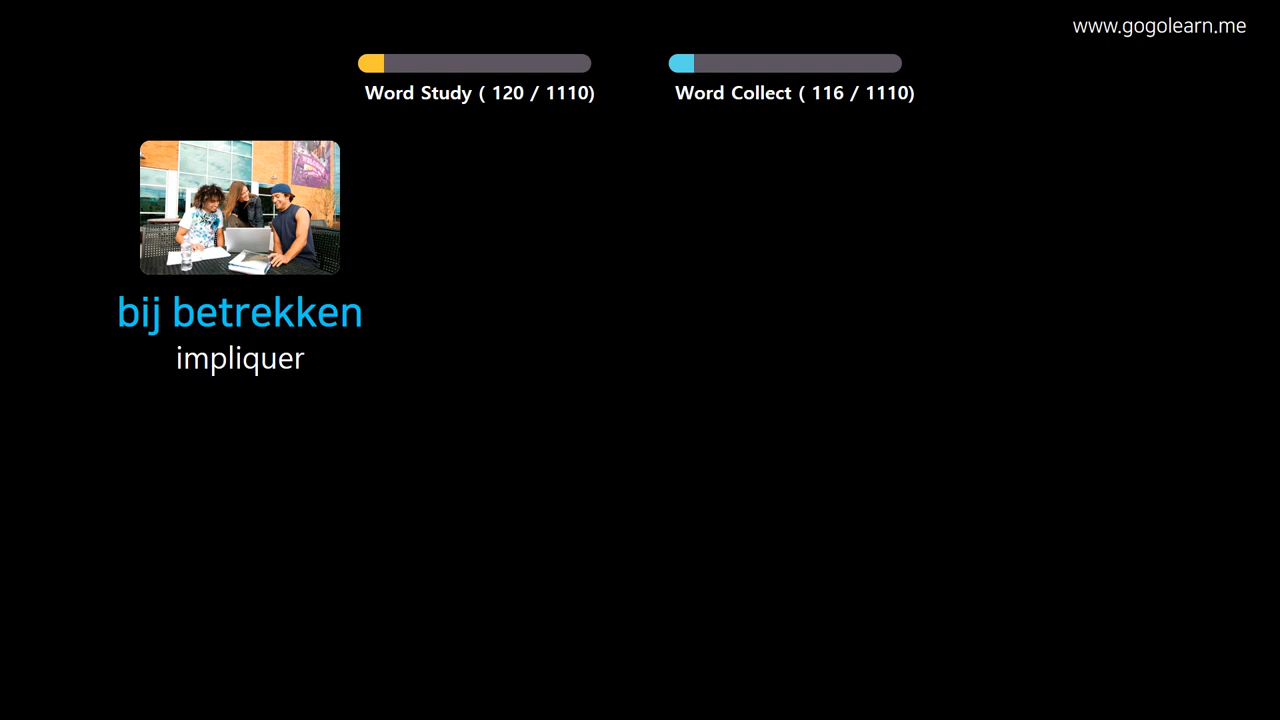 www.gogolearn.me
Word Study ( 120 / 1110)
Word Collect ( 116 / 1110)
bij betrekken
impliquer